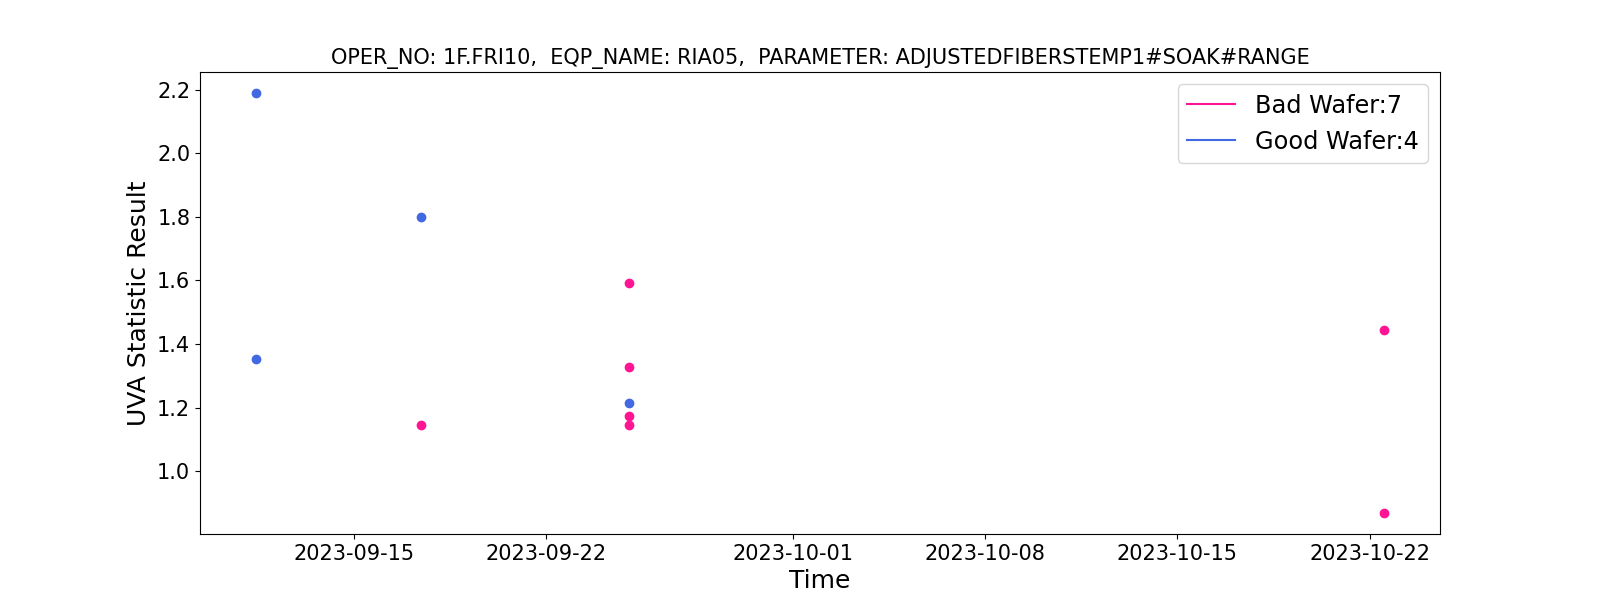 OPER_NO: 1F.FRI10,  EQP_NAME: RIA05,  PARAMETER: ADJUSTEDFIBERSTEMP1#SOAK#RANGE
Bad Wafer:7
Good Wafer:4
UVA Statistic Result
2.2
2.0
1.8
1.6
1.4
1.2
1.0
2023-09-15 2023-09-22 2023-10-01 2023-10-08 2023-10-15 2023-10-22
Time